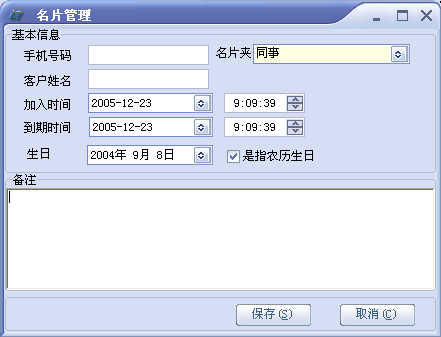 名片管理
基本信息
手机号码 名片夹 同箏
客户姓名
加入时间 2005-12-23 9:09:39
到期时间 2005-12-23 9:09:39
生日 2004年 9月 8日 是指农历生日
备注
保存(S) 取消(C)